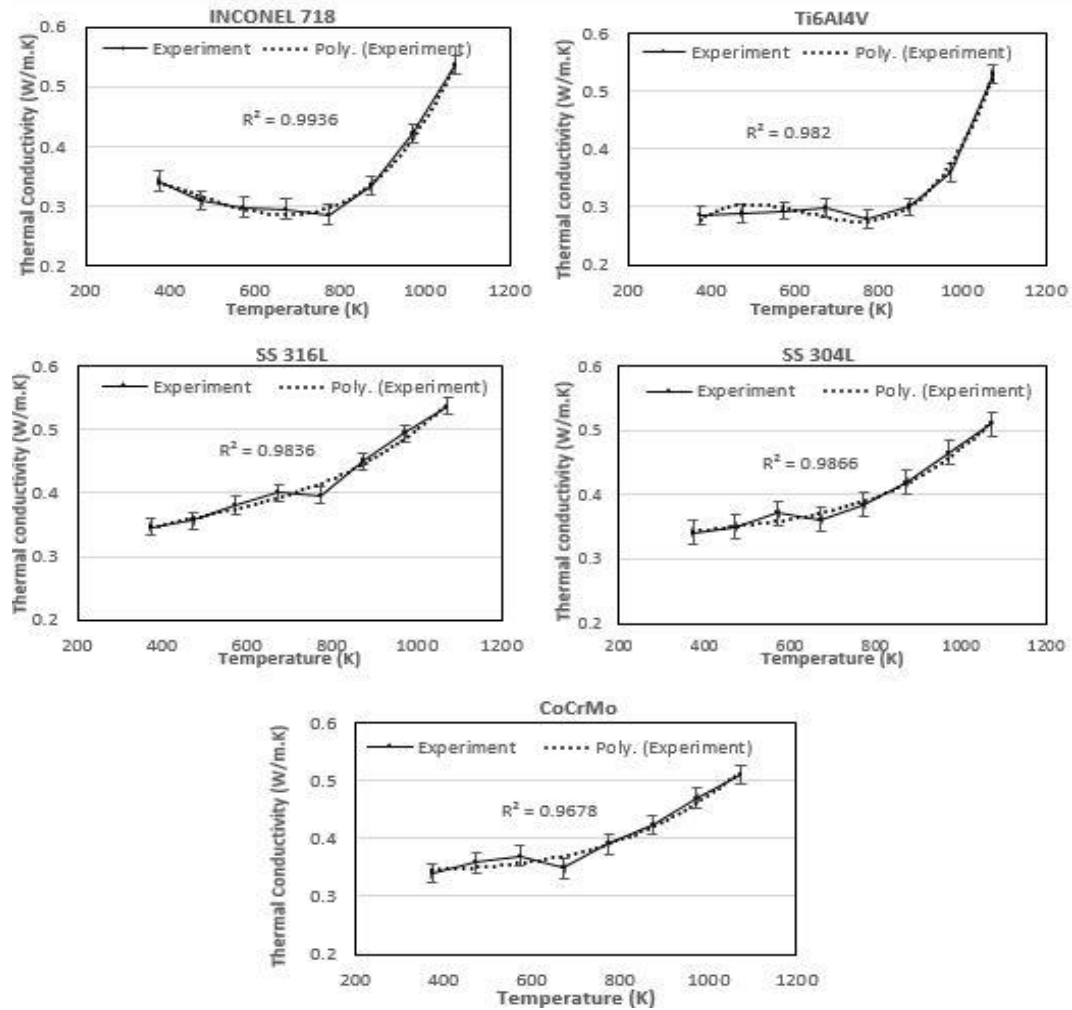 INCONEL 718
Thermal Conductivity (W/m.K)
0.6
0.5
0.4
0.3
0.2
Experiment
Poly. (Experiment)
R² = 0.9936
200 400 600 800 1000 1200
Temperature (K)
Ti6Al4V
Thermal Conductivity (W/m.K)
0.6
0.5
0.4
0.3
0.2
Experiment
Poly. (Experiment)
R² = 0.982
200 400 600 800 1000 1200
Temperature (K)
SS 316L
Thermal conductivity (W/m.K)
0.6
0.5
0.4
0.3
0.2
Experiment
Poly. (Experiment)
R² = 0.9836
200 400 600 800 1000 1200
Temperature (K)
SS 304L
Thermal conductivity (W/m.K)
0.6
0.5
0.4
0.3
0.2
Experiment
Poly. (Experiment)
R² = 0.9866
200 400 600 800 1000 1200
Temperature (K)
CoCrMo
Thermal Conductivity (W/m.K)
0.6
0.5
0.4
0.3
0.2
Experiment
Poly. (Experiment)
R² = 0.9678
200 400 600 800 1000 1200
Temperature (K)